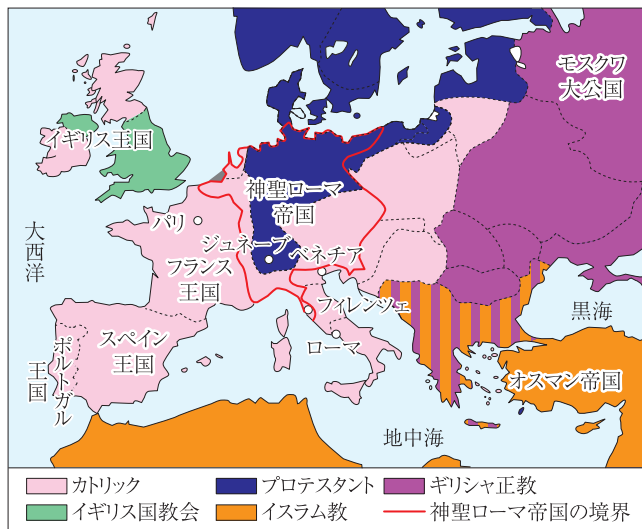 モスクワ
大公国
イギリス王国
神聖ローマ
帝国
パリ
大西洋
ジュネーブ
ベネチア
フランス
王国
フィレンツェ
黒海
スペイン
王国
ローマ
ポルトガル
王国
オスマン帝国
地中海
カトリック
プロテスタント
ギリシャ正教
イギリス国教会
イスラム教
神聖ローマ帝国の境界